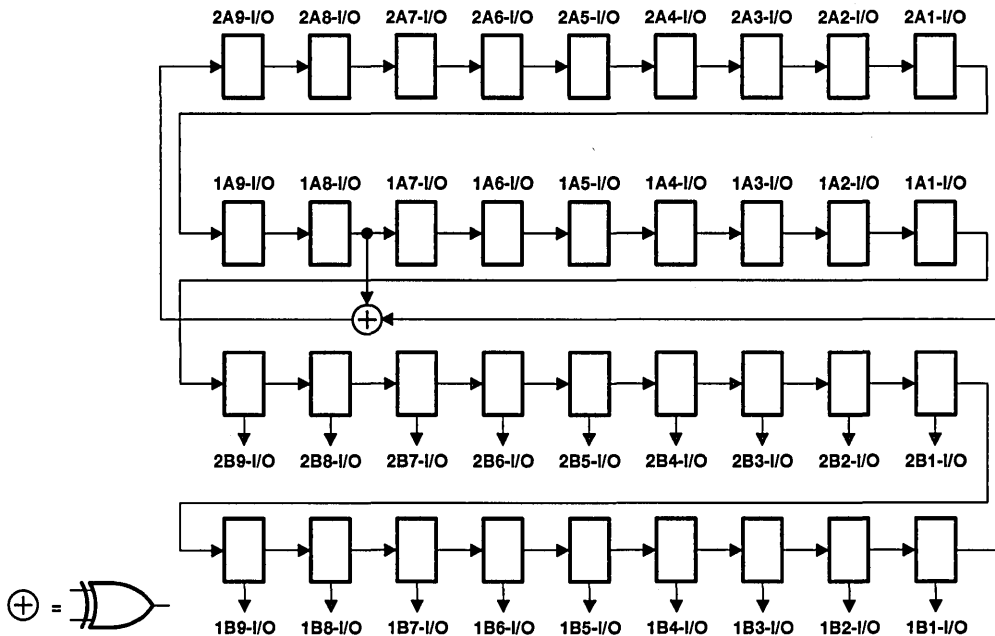 2A9-I/O 2A8-I/O 2A7-I/O 2A6-I/O 2A5-I/O 2A4-I/O 2A3-I/O 2A2-I/O 2A1-I/O
1A9-I/O 1A8-I/O 1A7-I/O 1A6-I/O 1A5-I/O 1A4-I/O 1A3-I/O 1A2-I/O 1A1-I/O
2B9-I/O 2B8-I/O 2B7-I/O 2B6-I/O 2B5-I/O 2B4-I/O 2B3-I/O 2B2-I/O 2B1-I/O
=
1B9-I/O 1B8-I/O 1B7-I/O 1B6-I/O 1B5-I/O 1B4-I/O 1B3-I/O 1B2-I/O 1B1-I/O